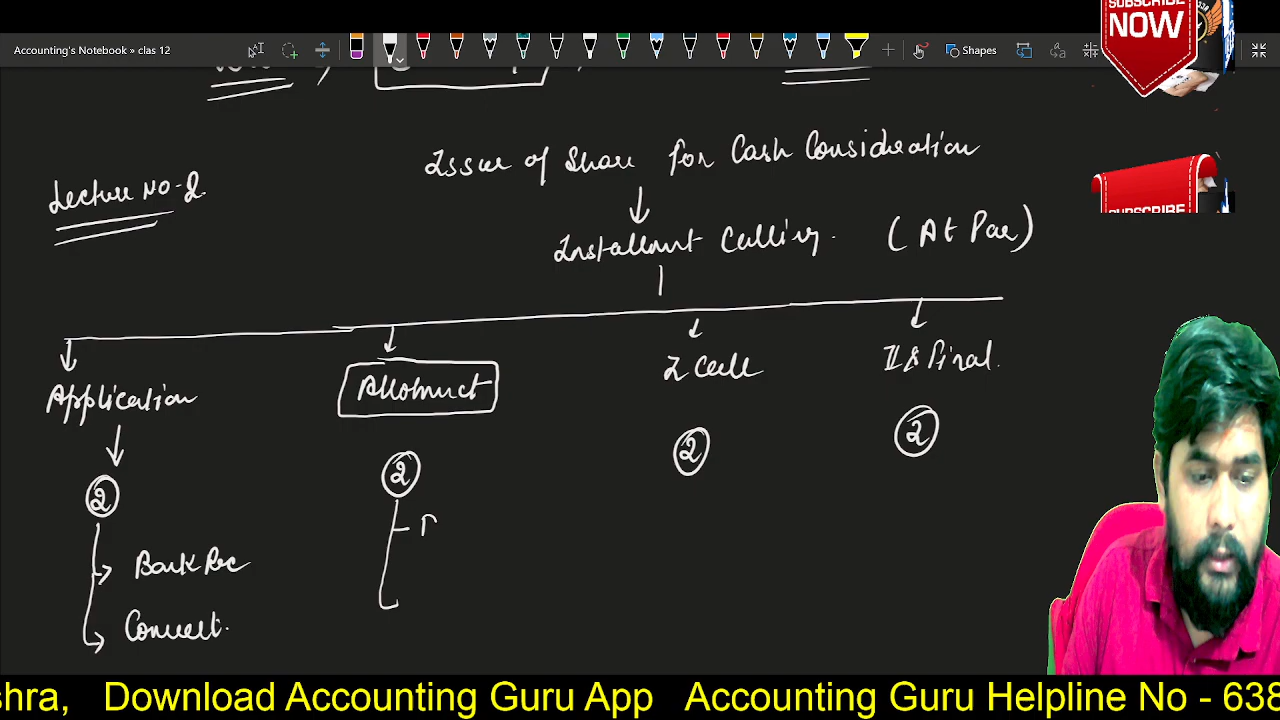 SUBSCRIBE
NOW
Accounting's Notebook » clas 12
Shapes
Issue of Share for Cash Consideration
Lecture No-2
SUBSCRIBE
Installment Calling. (At Par)
Application
Allotment
I Call
II & Final.
2
2
2
2
Bank Rec
Convert.
shra, Download Accounting Guru App Accounting Guru Helpline No - 638